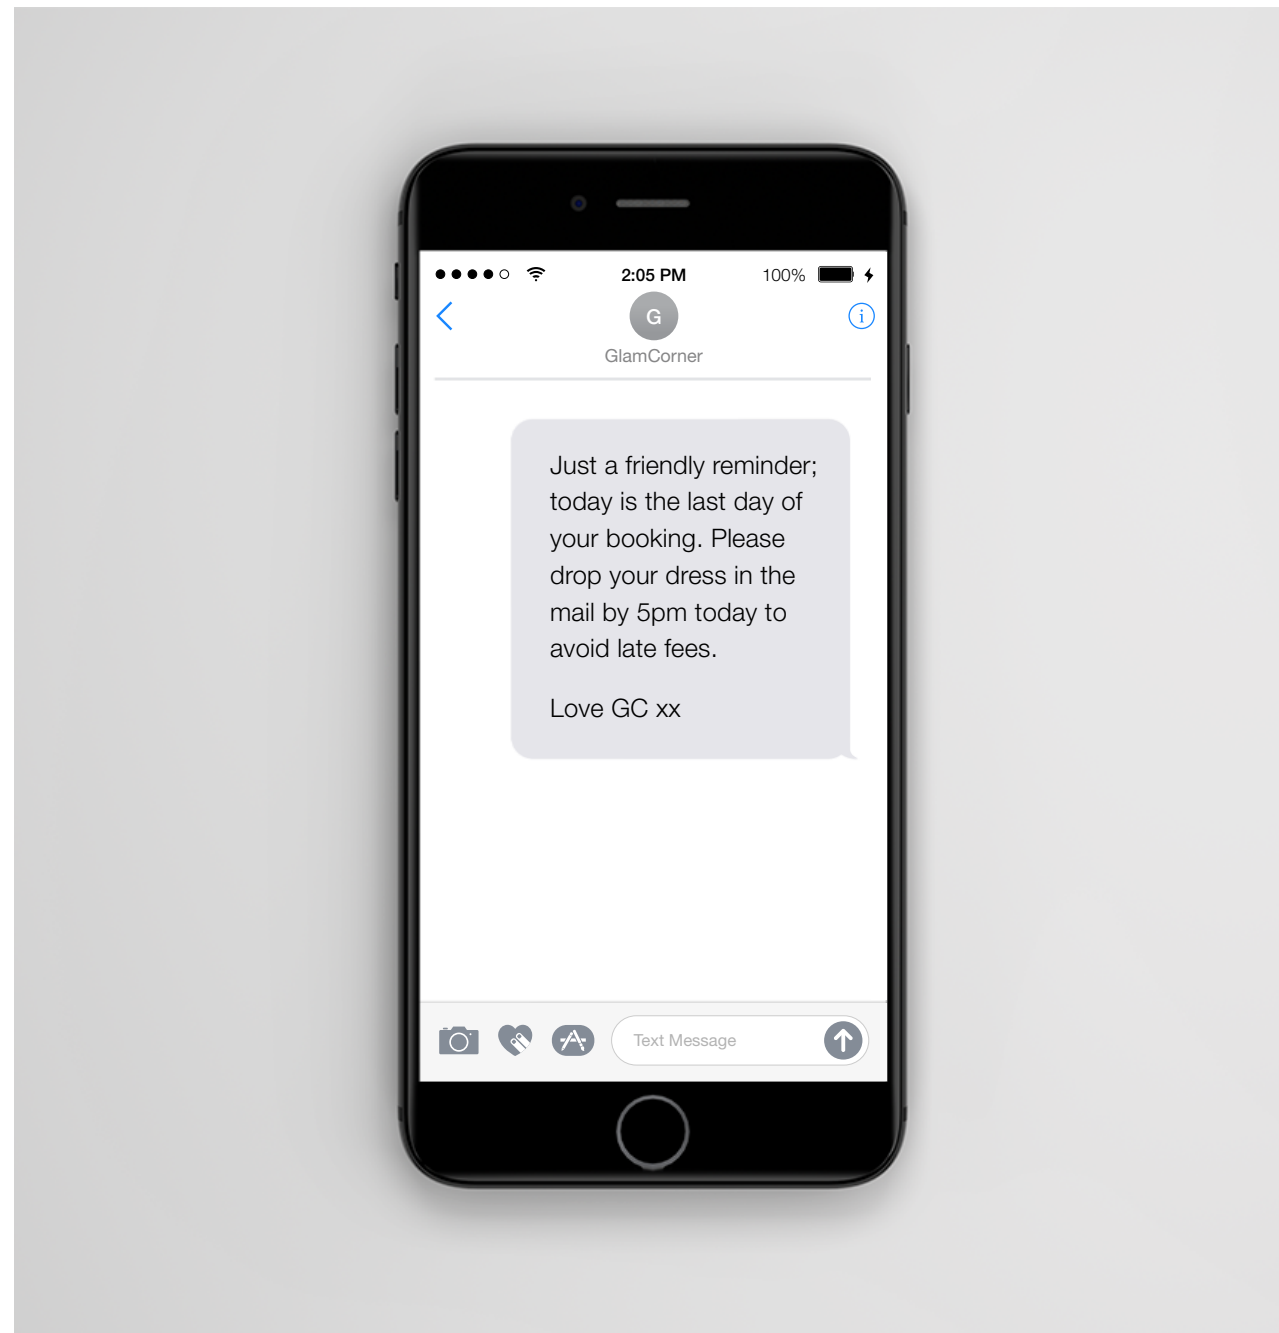 2:05 PM 100%
G
GlamCorner
Just a friendly reminder;
today is the last day of
your booking. Please
drop your dress in the
mail by 5pm today to
avoid late fees.
Love GC xx
Text Message